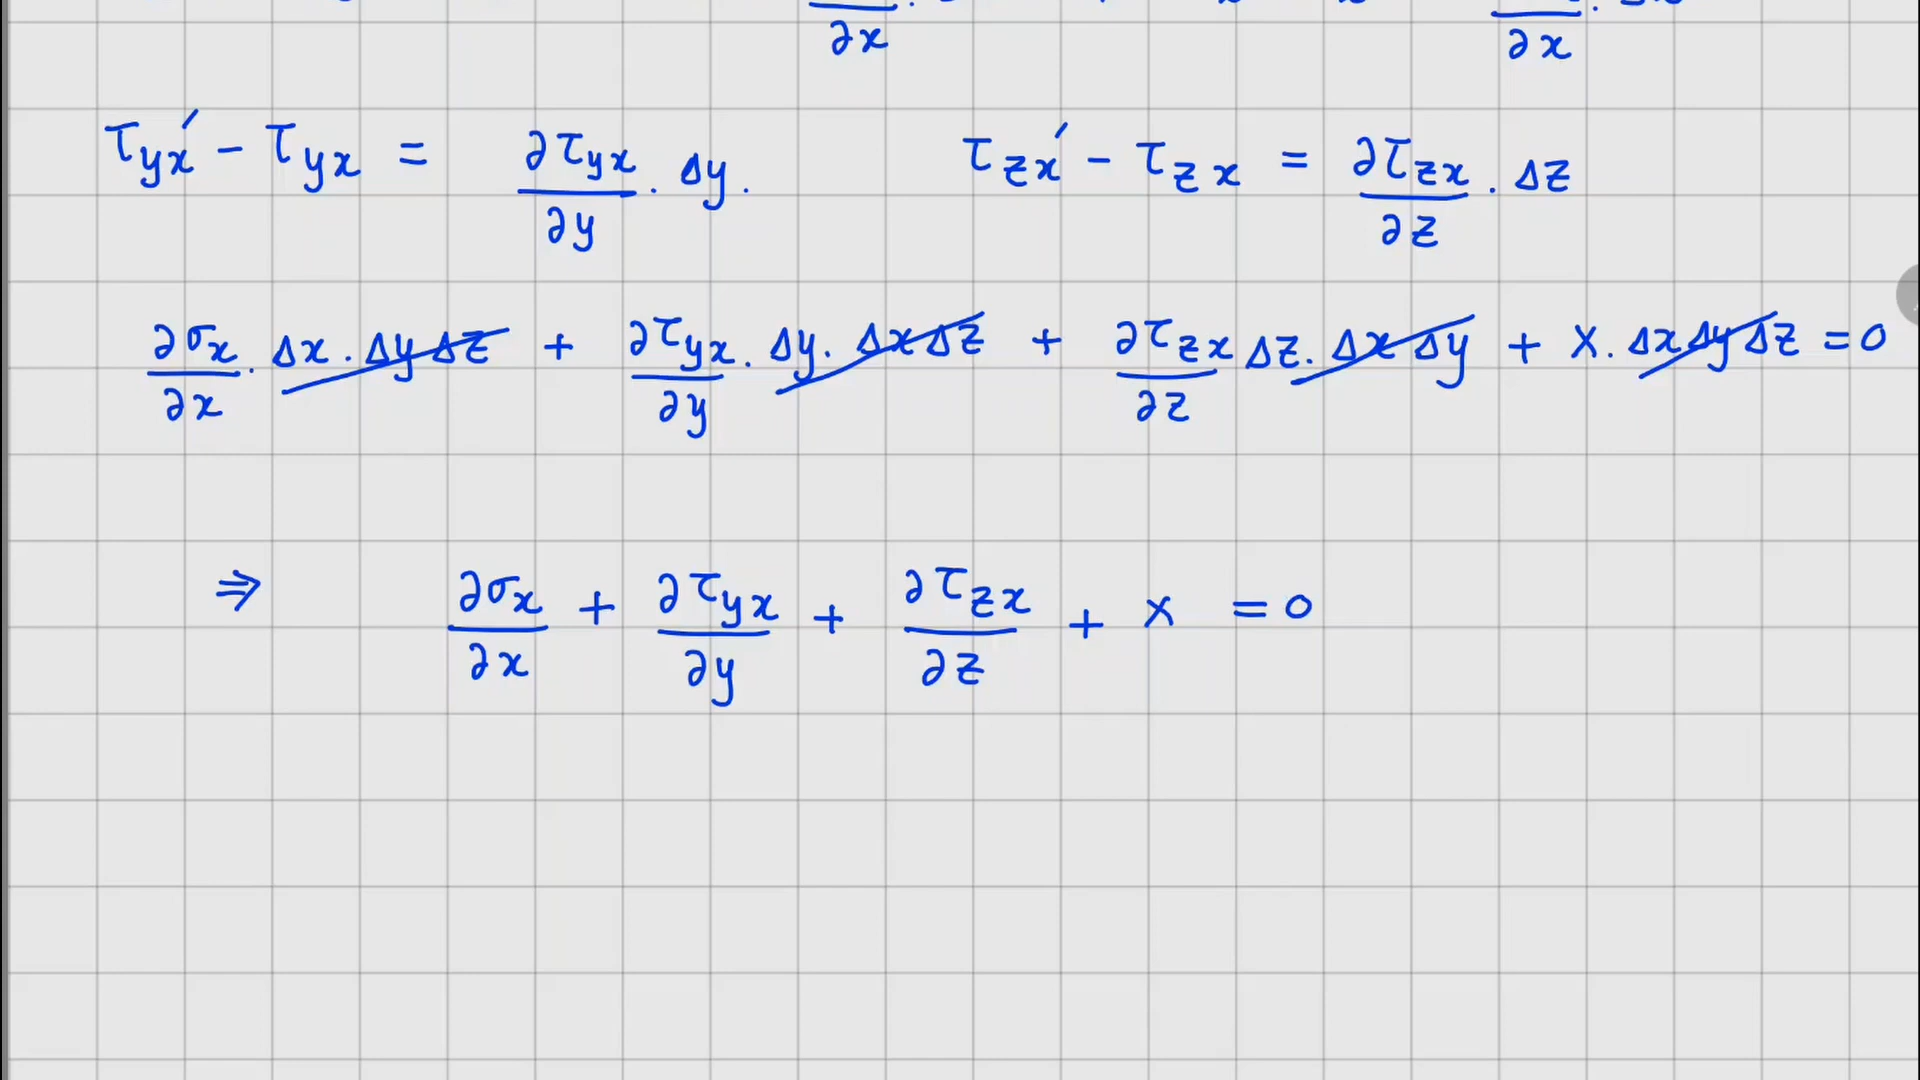 ∂x ∂x
τyx′ − τyx = ∂τyx/∂y . Δy. τzx′ − τzx = ∂τzx/∂z . Δz
∂σx/∂x . Δx . Δy Δz + ∂τyx/∂y . Δy . Δx Δz + ∂τzx/∂z Δz . Δx Δy + X . Δx Δy Δz = 0
⇒ ∂σx/∂x + ∂τyx/∂y + ∂τzx/∂z + X = 0